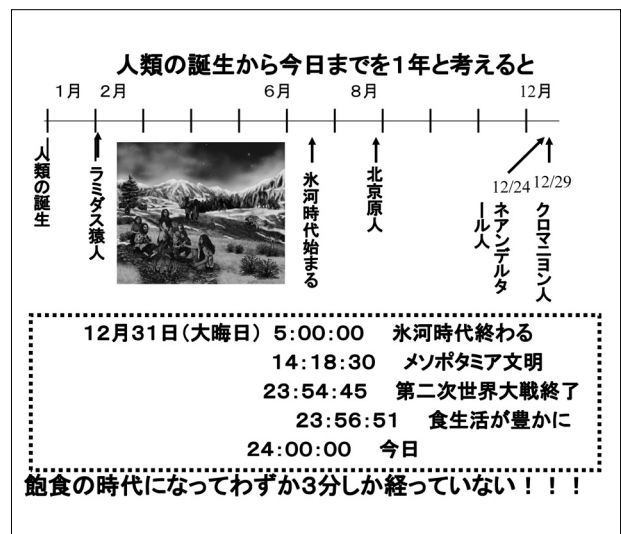 人類の誕生から今日までを1年と考えると
1月 2月 6月 8月 12月
人類の誕生
ラミダス猿人
氷河時代始まる
北京原人
12/24
ネアンデルタール人
12/29
クロマニヨン人
12月31日(大晦日) 5:00:00 氷河時代終わる
14:18:30 メソポタミア文明
23:54:45 第二次世界大戦終了
23:56:51 食生活が豊かに
24:00:00 今日
飽食の時代になってわずか3分しか経っていない!!!